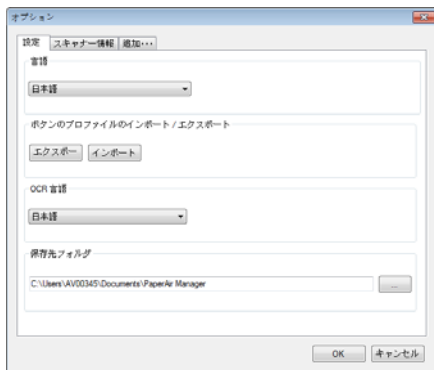 オプション
設定 スキャナー情報 追加・・・
言語
日本語
ボタンのプロファイルのインポート / エクスポート
エクスポー インポート
OCR 言語
日本語
保存先フォルダ
C:\Users\AV00345\Documents\PaperAir Manager ...
OK キャンセル